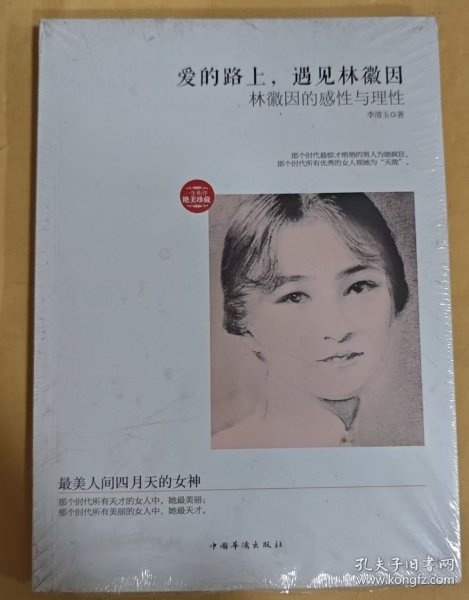 爱的路上，遇见林徽因
林徽因的感性与理性
李清玉◎著
那个时代最惊才绝艳的男人为她疯狂，
那个时代所有优秀的女人视她为“天敌”。
绝美珍藏
最美人间四月天的女神
那个时代所有天才的女人中，她最美丽；
那个时代所有美丽的女人中，她最天才。
中国华侨出版社
孔夫子旧书网
www.kongfz.com